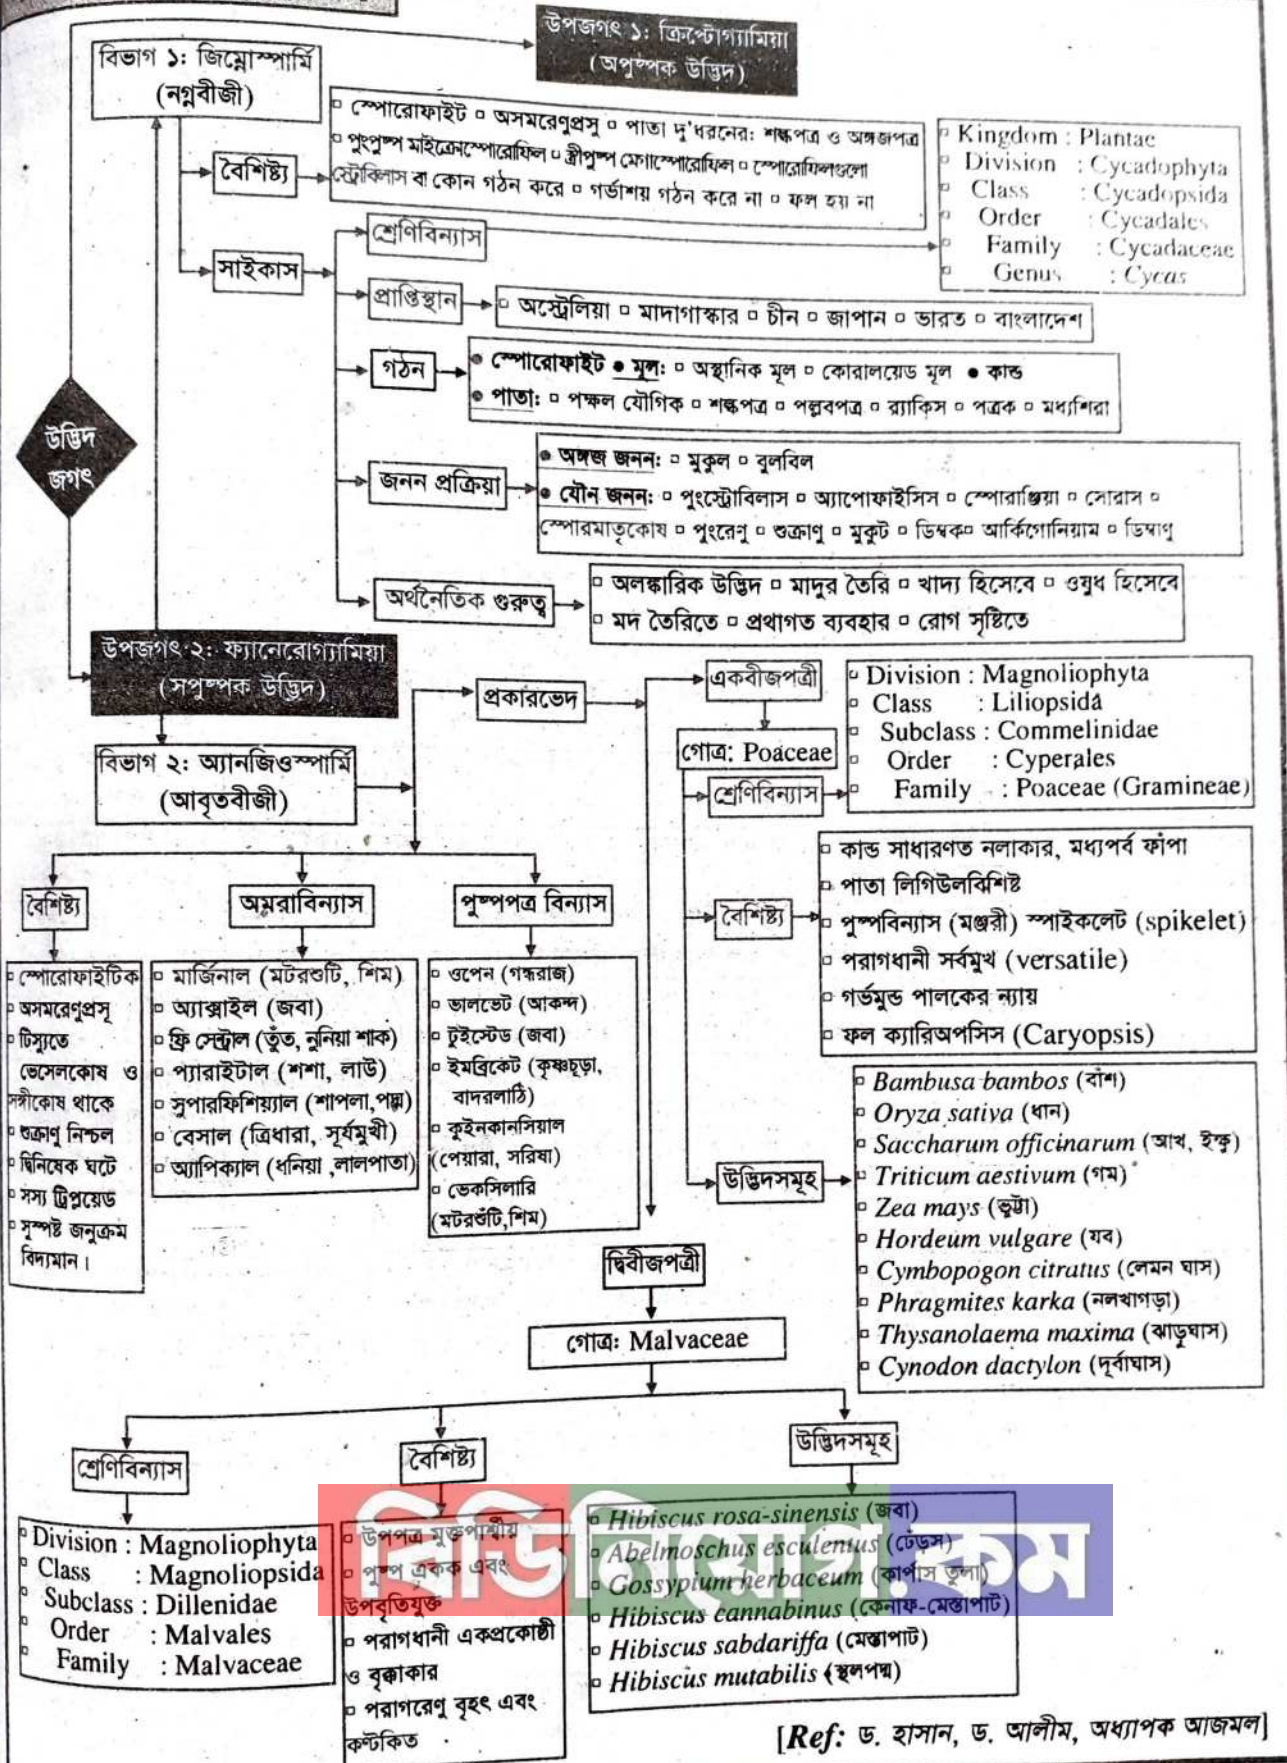 উপজগৎ ১: ক্রিপ্টোগ্যামিয়া
(অপুষ্পক উদ্ভিদ)
বিভাগ ১: জিম্নোস্পার্মি
(নগ্নবীজী)
বৈশিষ্ট্য
▫ স্পোরোফাইট ▫ অসমরেণুপ্রসু ▫ পাতা দু'ধরনের: শল্কপত্র ও অঙ্গজপত্র
▫ পুংপুষ্প মাইক্রোস্পোরোফিল ▫ স্ত্রীপুষ্প মেগাস্পোরোফিল ▫ স্পোরোফিলগুলো
স্ট্রোবিলাস বা কোন গঠন করে ▫ গর্ভাশয় গঠন করে না ▫ ফল হয় না
▫ Kingdom : Plantae
▫ Division : Cycadophyta
▫ Class : Cycadopsida
▫ Order : Cycadales
▫ Family : Cycadaceae
▫ Genus : Cycas
সাইকাস
শ্রেণিবিন্যাস
প্রাপ্তিস্থান
▫ অস্ট্রেলিয়া ▫ মাদাগাস্কার ▫ চীন ▫ জাপান ▫ ভারত ▫ বাংলাদেশ
গঠন
● স্পোরোফাইট ● মূল: ▫ অস্থানিক মূল ▫ কোরালয়েড মূল ● কান্ড
● পাতা: ▫ পক্ষল যৌগিক ▫ শল্কপত্র ▫ পল্লবপত্র ▫ র‍্যাকিস ▫ পত্রক ▫ মধ্যশিরা
জনন প্রক্রিয়া
● অঙ্গজ জনন: ▫ মুকুল ▫ বুলবিল
● যৌন জনন: ▫ পুংস্ট্রোবিলাস ▫ অ্যাপোফাইসিস ▫ স্পোরাঞ্জিয়া ▫ সোরাস ▫
স্পোরমাতৃকোষ ▫ পুংরেণু ▫ শুক্রাণু ▫ মুকুট ▫ ডিম্বক▫ আর্কিগোনিয়াম ▫ ডিম্বাণু
অর্থনৈতিক গুরুত্ব
▫ অলঙ্কারিক উদ্ভিদ ▫ মাদুর তৈরি ▫ খাদ্য হিসেবে ▫ ওষুধ হিসেবে
▫ মদ তৈরিতে ▫ প্রথাগত ব্যবহার ▫ রোগ সৃষ্টিতে
উদ্ভিদ
জগৎ
উপজগৎ ২: ফ্যানেরোগ্যামিয়া
(সপুষ্পক উদ্ভিদ)
বিভাগ ২: অ্যানজিওস্পার্মি
(আবৃতবীজী)
প্রকারভেদ
একবীজপত্রী
গোত্র: Poaceae
শ্রেণিবিন্যাস
▫ Division : Magnoliophyta
▫ Class : Liliopsida
▫ Subclass : Commelinidae
▫ Order : Cyperales
▫ Family : Poaceae (Gramineae)
বৈশিষ্ট্য
▫ কান্ড সাধারণত নলাকার, মধ্যপর্ব ফাঁপা
▫ পাতা লিগিউলবিশিষ্ট
▫ পুষ্পবিন্যাস (মঞ্জরী) স্পাইকলেট (spikelet)
▫ পরাগধানী সর্বমুখ (versatile)
▫ গর্ভমুন্ড পালকের ন্যায়
▫ ফল ক্যারিঅপসিস (Caryopsis)
উদ্ভিদসমূহ
▫ Bambusa bambos (বাঁশ)
▫ Oryza sativa (ধান)
▫ Saccharum officinarum (আখ, ইক্ষু)
▫ Triticum aestivum (গম)
▫ Zea mays (ভুট্টা)
▫ Hordeum vulgare (যব)
▫ Cymbopogon citratus (লেমন ঘাস)
▫ Phragmites karka (নলখাগড়া)
▫ Thysanolaema maxima (ঝাড়ুঘাস)
▫ Cynodon dactylon (দূর্বাঘাস)
বৈশিষ্ট্য
▫ স্পোরোফাইটিক
▫ অসমরেণুপ্রসূ
▫ টিস্যুতে
ভেসেলকোষ ও
সঙ্গীকোষ থাকে
▫ শুক্রাণু নিশ্চল
▫ দ্বিনিষেক ঘটে
▫ সস্য ট্রিপ্লয়েড
▫ সুস্পষ্ট জনুক্রম
বিদ্যমান।
অমরাবিন্যাস
▫ মার্জিনাল (মটরশুটি, শিম)
▫ অ্যাক্সাইল (জবা)
▫ ফ্রি সেন্ট্রাল (তুঁত, নুনিয়া শাক)
▫ প্যারাইটাল (শশা, লাউ)
▫ সুপারফিশিয়্যাল (শাপলা,পদ্ম)
▫ বেসাল (ত্রিধারা, সূর্যমুখী)
▫ অ্যাপিক্যাল (ধনিয়া ,লালপাতা)
পুষ্পপত্র বিন্যাস
▫ ওপেন (গন্ধরাজ)
▫ ভালভেট (আকন্দ)
▫ টুইস্টেড (জবা)
▫ ইমব্রিকেট (কৃষ্ণচূড়া,
বাদরলাঠি)
▫ কুইনকানসিয়াল
(পেয়ারা, সরিষা)
▫ ভেকসিলারি
(মটরশুঁটি,শিম)
দ্বিবীজপত্রী
গোত্র: Malvaceae
শ্রেণিবিন্যাস
▫ Division : Magnoliophyta
▫ Class : Magnoliopsida
▫ Subclass : Dillenidae
▫ Order : Malvales
▫ Family : Malvaceae
বৈশিষ্ট্য
▫ উপপত্র মুক্তপার্শ্বীয়
▫ পুষ্প একক এবং
উপবৃতিযুক্ত
▫ পরাগধানী একপ্রকোষ্ঠী
ও বৃক্কাকার
▫ পরাগরেণু বৃহৎ এবং
কণ্টকিত
উদ্ভিদসমূহ
▫ Hibiscus rosa-sinensis (জবা)
▫ Abelmoschus esculentus (ঢেঁড়স)
▫ Gossypium herbaceum (কার্পাস তুলা)
▫ Hibiscus cannabinus (কেনাফ-মেস্তাপাট)
▫ Hibiscus sabdariffa (মেস্তাপাট)
▫ Hibiscus mutabilis (স্থলপদ্ম)
বিডিনিয়োগ.কম
[Ref: ড. হাসান, ড. আলীম, অধ্যাপক আজমল]